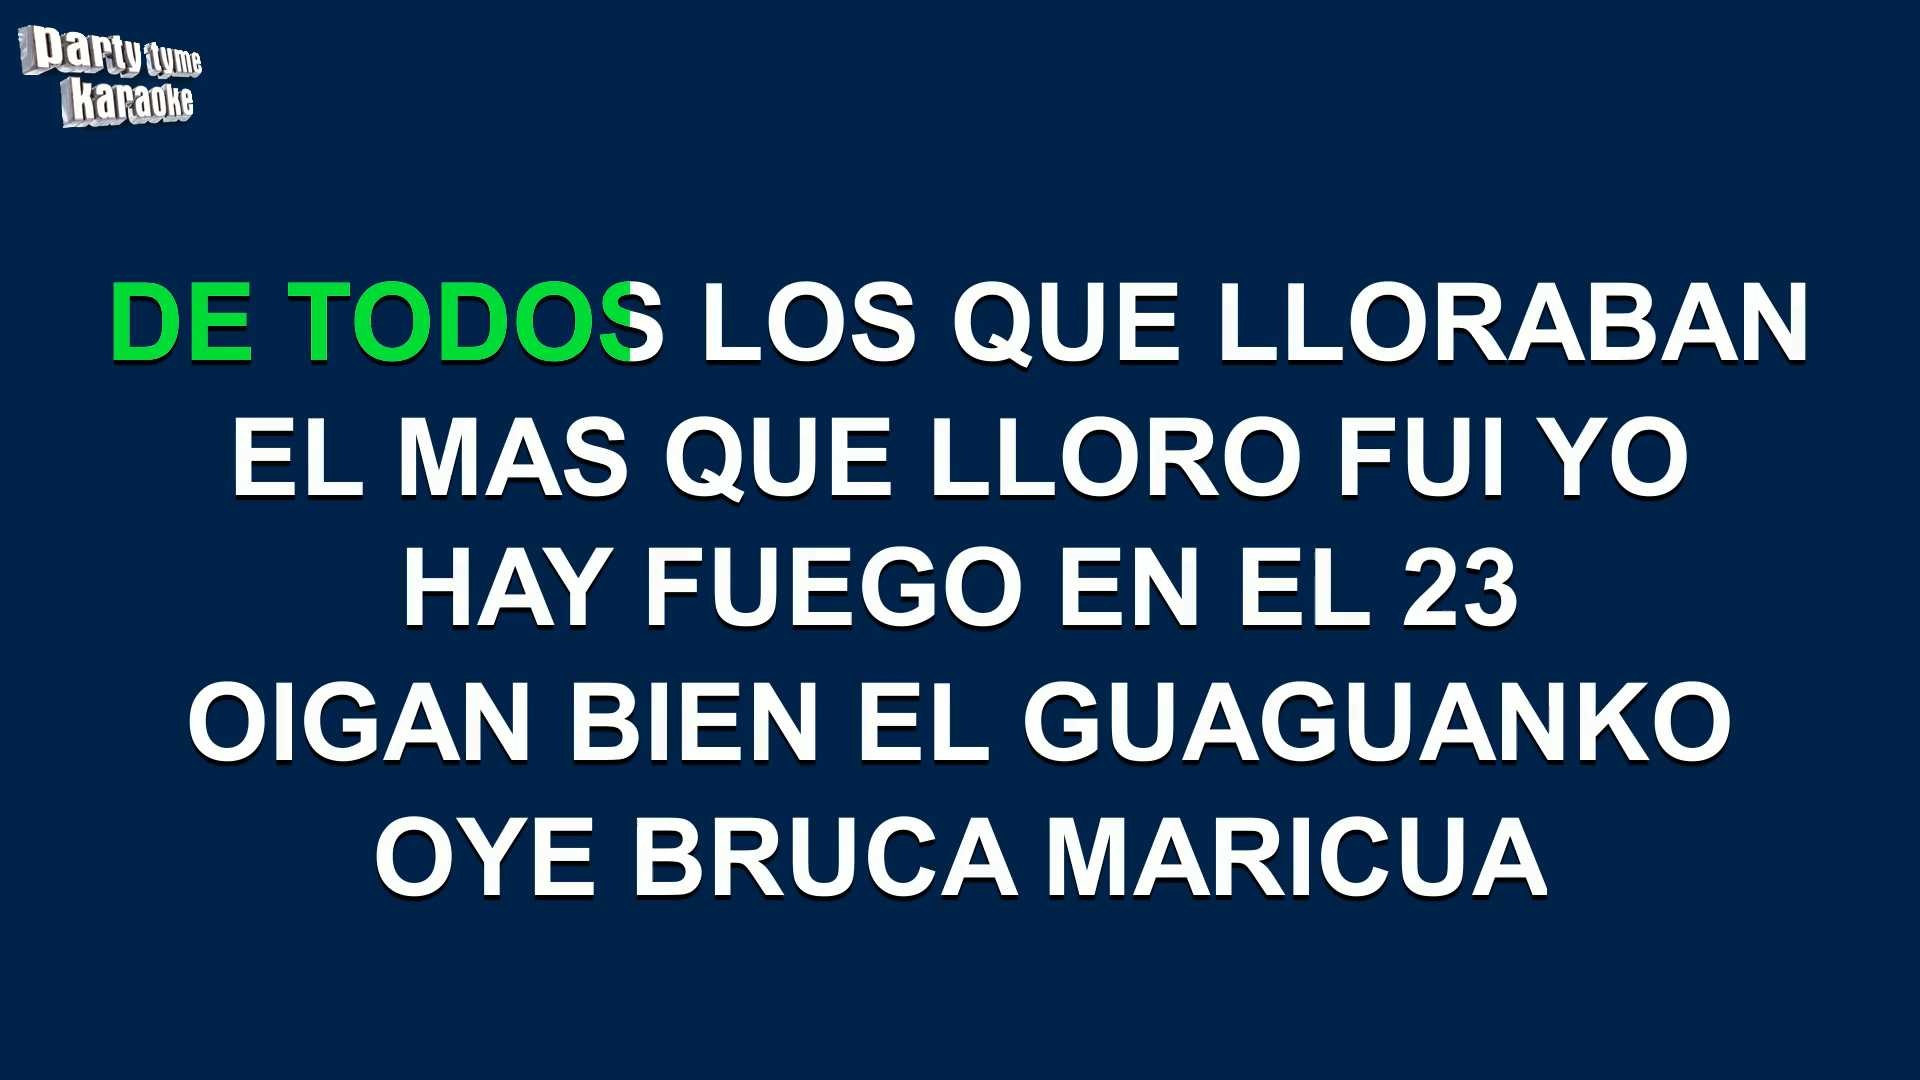 party tyme
karaoke
DE TODOS LOS QUE LLORABAN
EL MAS QUE LLORO FUI YO
HAY FUEGO EN EL 23
OIGAN BIEN EL GUAGUANKO
OYE BRUCA MARICUA